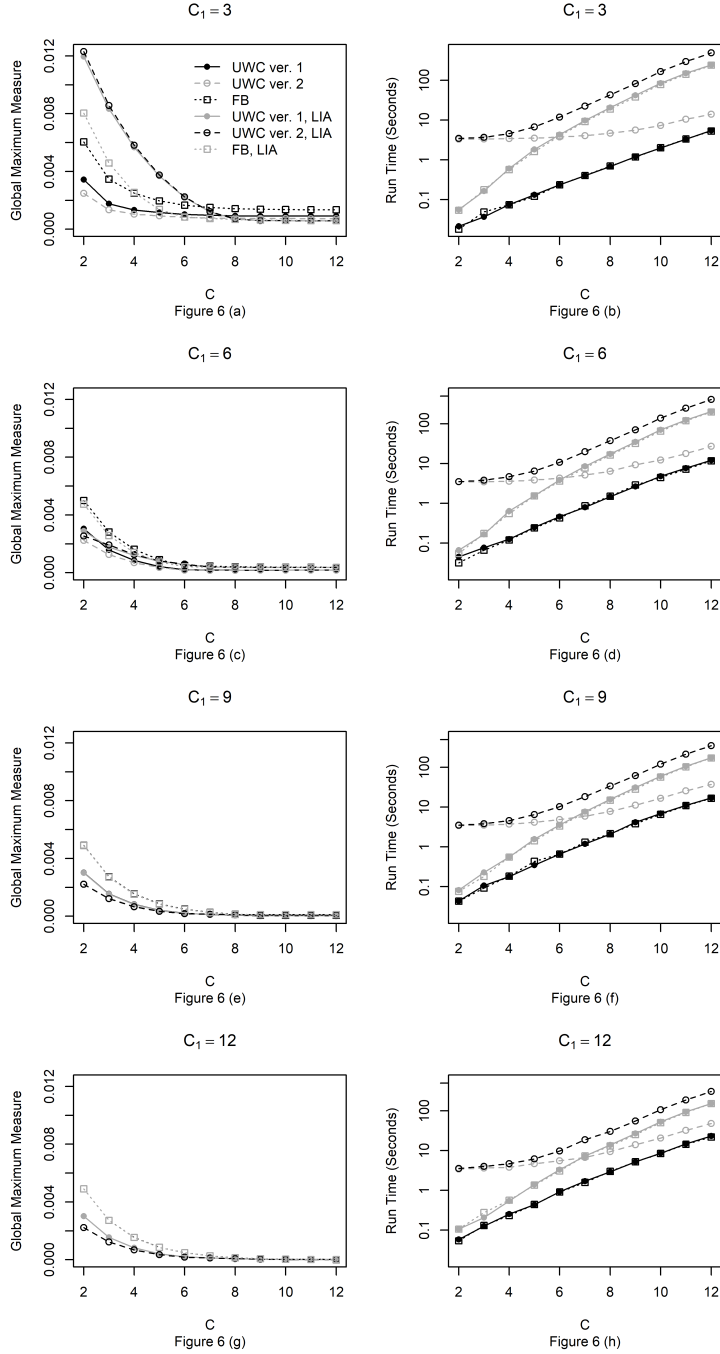 C₁ = 3
C₁ = 3
Global Maximum Measure
0.000 0.004 0.008 0.012
UWC ver. 1
UWC ver. 2
FB
UWC ver. 1, LIA
UWC ver. 2, LIA
FB, LIA
2 4 6 8 10 12
C
Figure 6 (a)
Run Time (Seconds)
0.1 1 10 100
2 4 6 8 10 12
C
Figure 6 (b)
C₁ = 6
C₁ = 6
Global Maximum Measure
0.000 0.004 0.008 0.012
2 4 6 8 10 12
C
Figure 6 (c)
Run Time (Seconds)
0.1 1 10 100
2 4 6 8 10 12
C
Figure 6 (d)
C₁ = 9
C₁ = 9
Global Maximum Measure
0.000 0.004 0.008 0.012
2 4 6 8 10 12
C
Figure 6 (e)
Run Time (Seconds)
0.1 1 10 100
2 4 6 8 10 12
C
Figure 6 (f)
C₁ = 12
C₁ = 12
Global Maximum Measure
0.000 0.004 0.008 0.012
2 4 6 8 10 12
C
Figure 6 (g)
Run Time (Seconds)
0.1 1 10 100
2 4 6 8 10 12
C
Figure 6 (h)